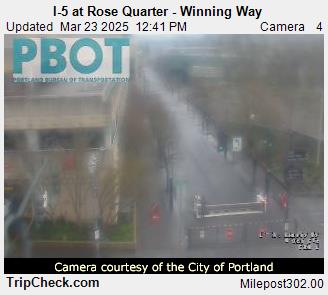 I-5 at Rose Quarter - Winning Way
Updated Mar 23 2025 12:41 PM Camera 4
PBOT
PORTLAND BUREAU OF TRANSPORTATION
Camera courtesy of the City of Portland
TripCheck.com Milepost302.00